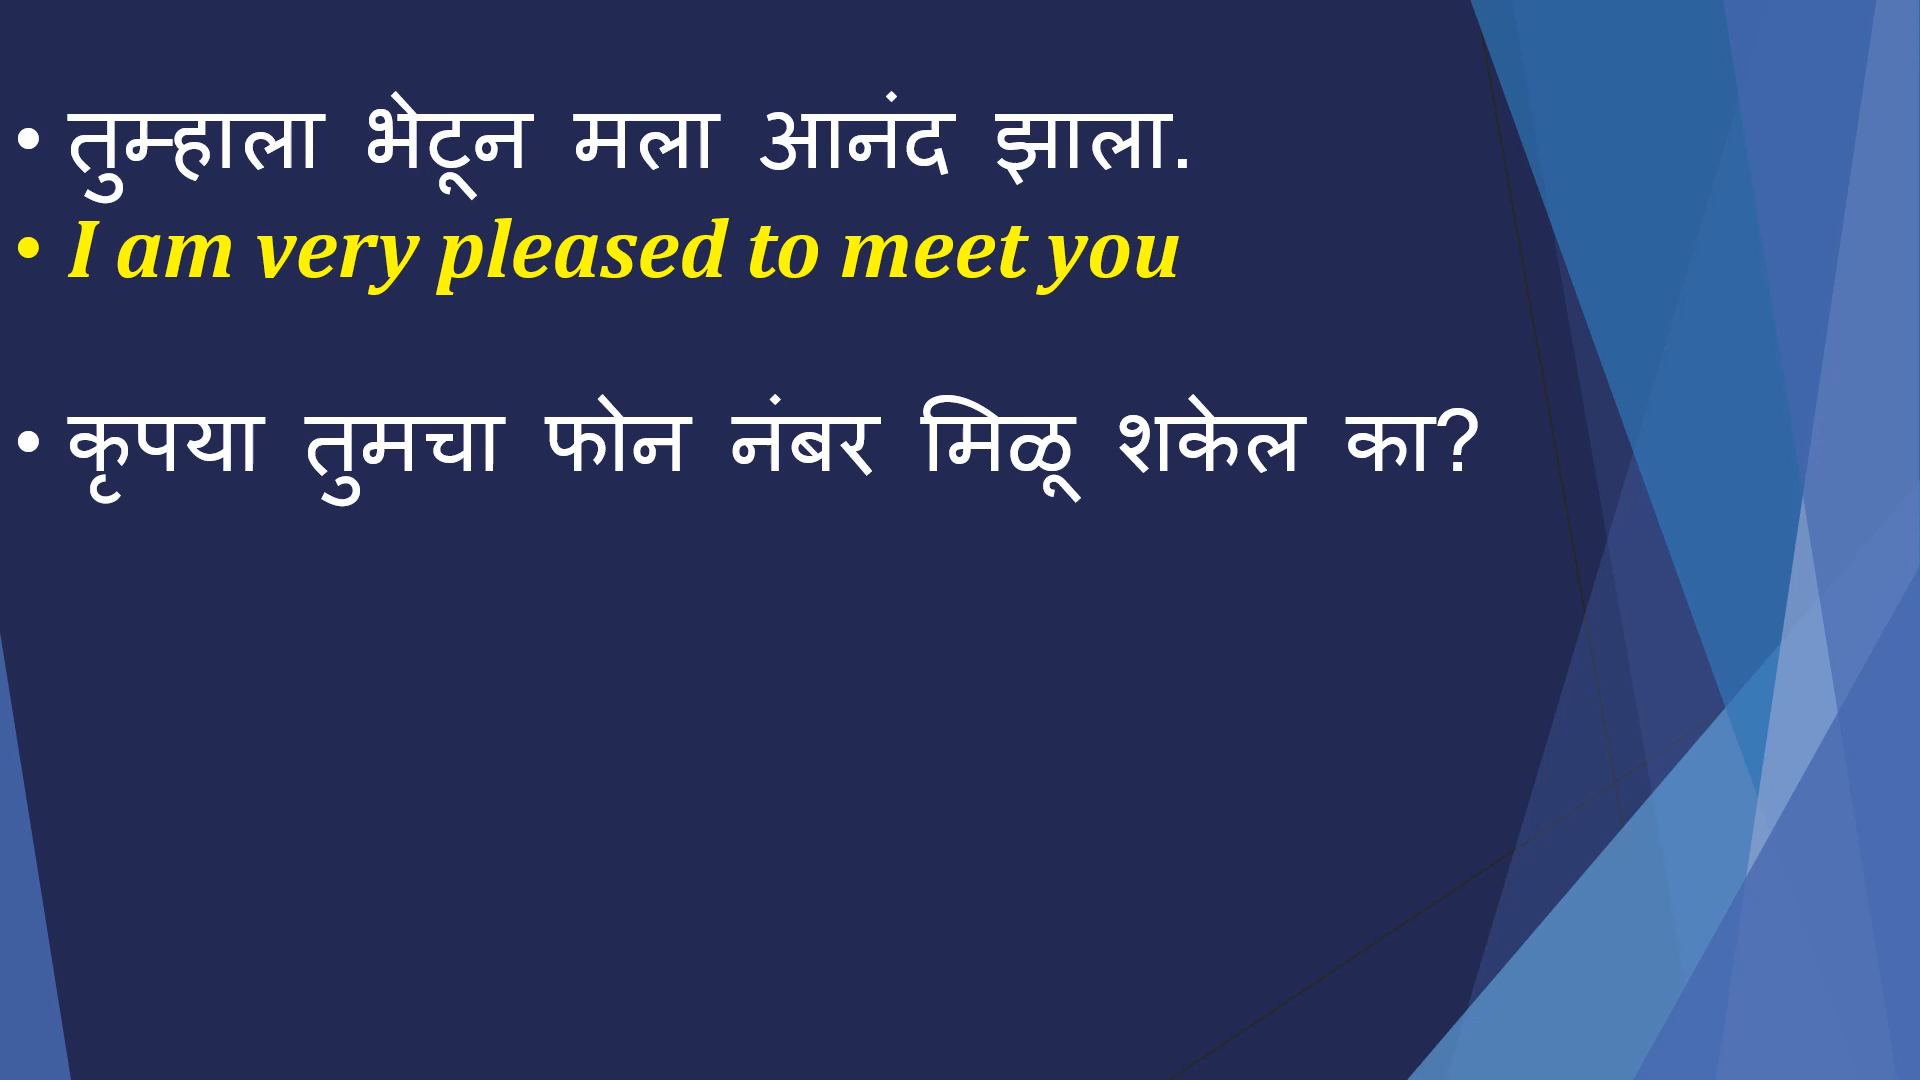 • तुम्हाला भेटून मला आनंद झाला.
• I am very pleased to meet you
• कृपया तुमचा फोन नंबर मिळू शकेल का?